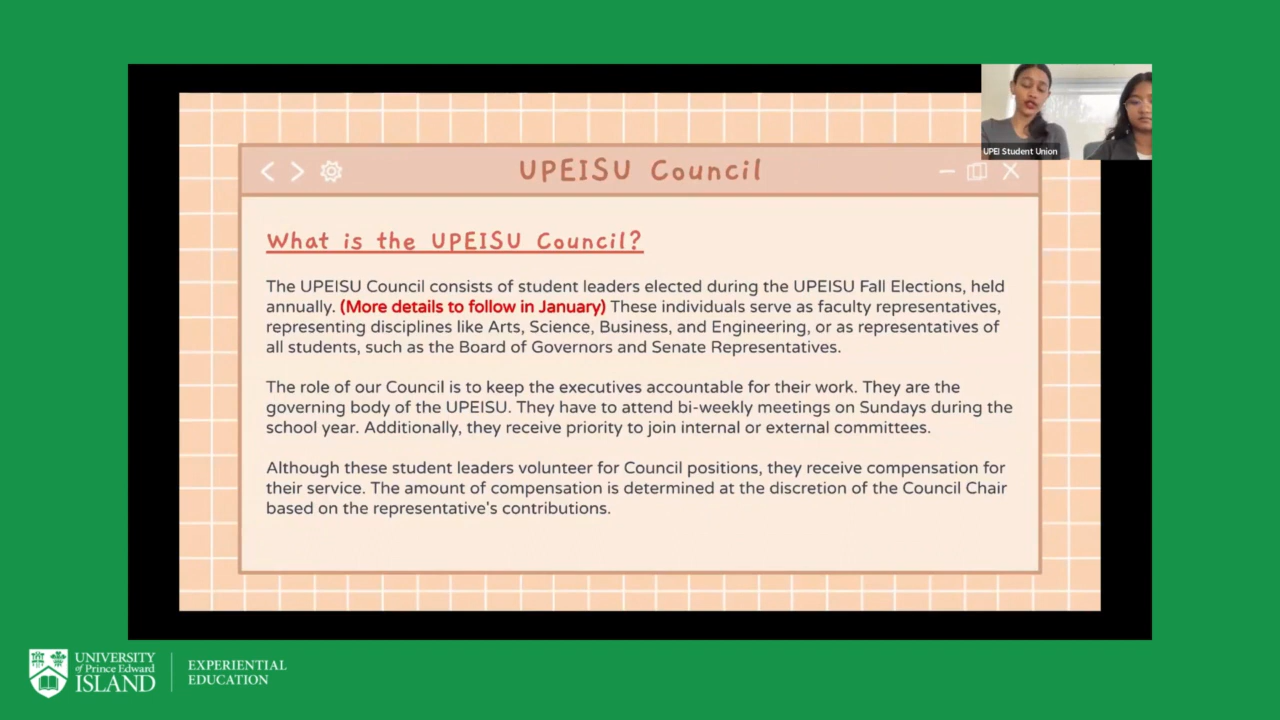 UPEI Student Union
UPEISU Council
What is the UPEISU Council?
The UPEISU Council consists of student leaders elected during the UPEISU Fall Elections, held
annually. (More details to follow in January) These individuals serve as faculty representatives,
representing disciplines like Arts, Science, Business, and Engineering, or as representatives of
all students, such as the Board of Governors and Senate Representatives.
The role of our Council is to keep the executives accountable for their work. They are the
governing body of the UPEISU. They have to attend bi-weekly meetings on Sundays during the
school year. Additionally, they receive priority to join internal or external committees.
Although these student leaders volunteer for Council positions, they receive compensation for
their service. The amount of compensation is determined at the discretion of the Council Chair
based on the representative's contributions.
UNIVERSITY
of Prince Edward
ISLAND
EXPERIENTIAL
EDUCATION